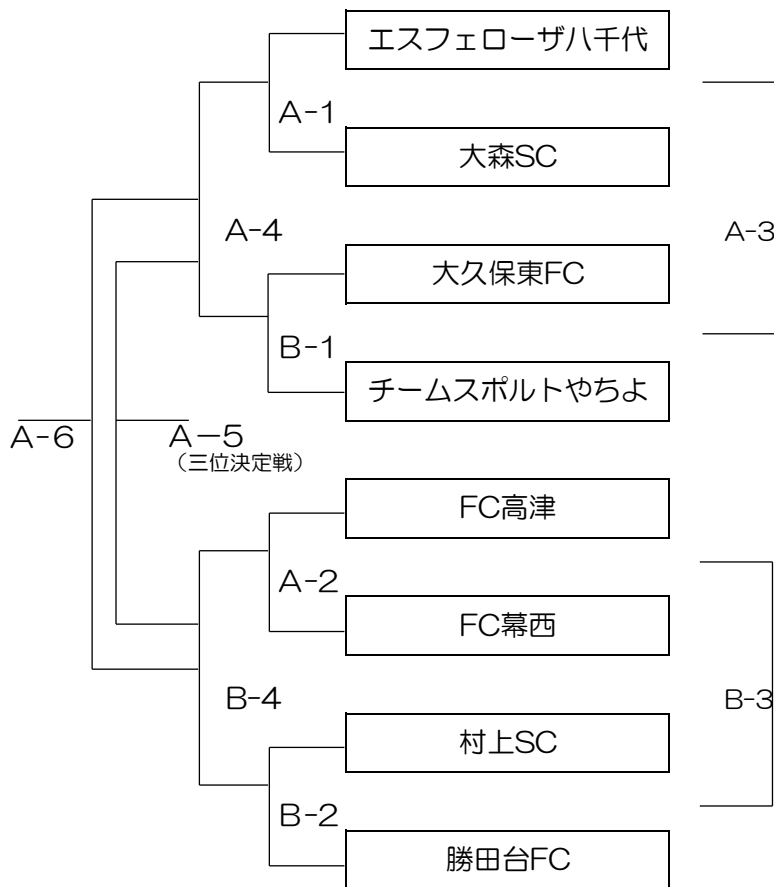 エスフェローザ八千代
A-1
大森SC
A-4
A-3
大久保東FC
B-1
チームスポルトやちよ
A-6
A－5
（三位決定戦）
FC高津
A-2
FC幕西
B-4
B-3
村上SC
B-2
勝田台FC